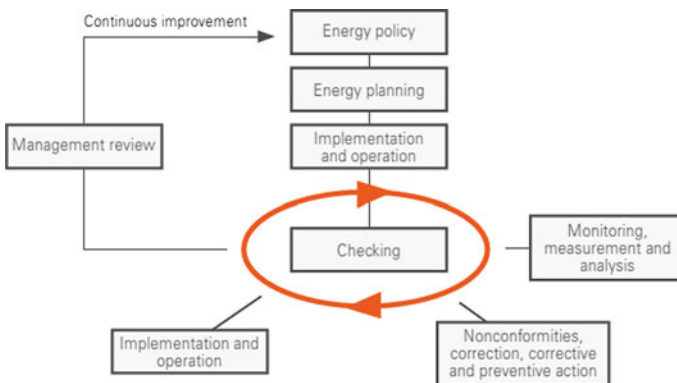 Continuous improvement
Energy policy
Energy planning
Implementation
and operation
Management review
Checking
Monitoring,
measurement and
analysis
Implementation and
operation
Nonconformities,
correction, corrective
and preventive action